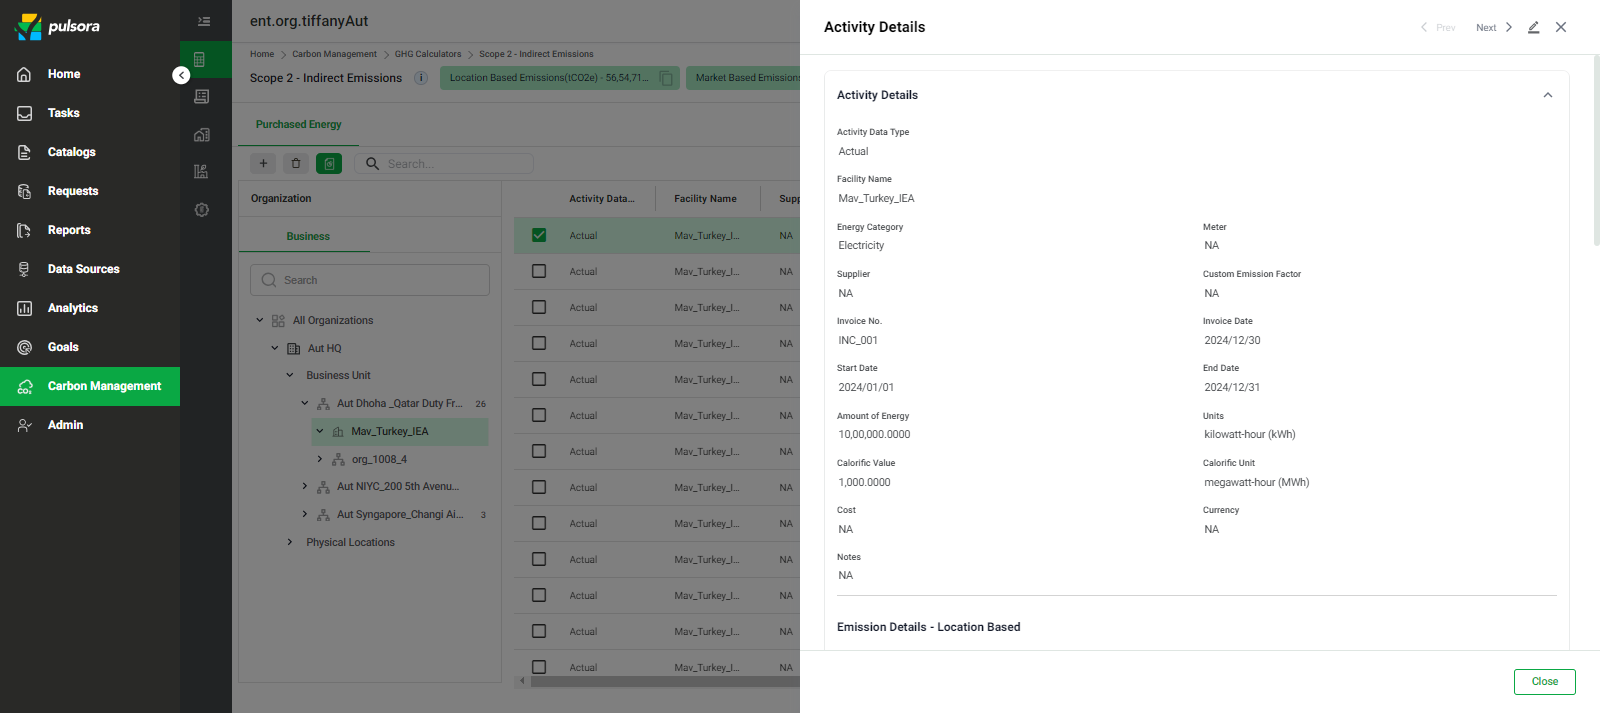 pulsora
Home
Tasks
Catalogs
Requests
Reports
Data Sources
Analytics
Goals
Carbon Management
Admin
ent.org.tiffanyAut
Home > Carbon Management > GHG Calculators > Scope 2 - Indirect Emissions
Scope 2 - Indirect Emissions
Location Based Emissions(tCO2e) - 56,54,71...
Market Based Emissions
Purchased Energy
Search...
Organization
Business
Search
All Organizations
Aut HQ
Business Unit
Aut Dhoha _Qatar Duty Fr... 26
Mav_Turkey_IEA
org_1008_4
Aut NIYC_200 5th Avenu...
Aut Syngapore_Changi Ai... 3
Physical Locations
Activity Data... Facility Name Supp
Actual Mav_Turkey_I... NA
Actual Mav_Turkey_I... NA
Actual Mav_Turkey_I... NA
Actual Mav_Turkey_I... NA
Actual Mav_Turkey_I... NA
Actual Mav_Turkey_I... NA
Actual Mav_Turkey_I... NA
Actual Mav_Turkey_I... NA
Actual Mav_Turkey_I... NA
Actual Mav_Turkey_I... NA
Actual Mav_Turkey_I... NA
Actual Mav_Turkey_I... NA
Actual Mav_Turkey_I... NA
Activity Details
Prev Next
Activity Details
Activity Data Type
Actual
Facility Name
Mav_Turkey_IEA
Energy Category Meter
Electricity NA
Supplier Custom Emission Factor
NA NA
Invoice No. Invoice Date
INC_001 2024/12/30
Start Date End Date
2024/01/01 2024/12/31
Amount of Energy Units
10,00,000.0000 kilowatt-hour (kWh)
Calorific Value Calorific Unit
1,000.0000 megawatt-hour (MWh)
Cost Currency
NA NA
Notes
NA
Emission Details - Location Based
Close